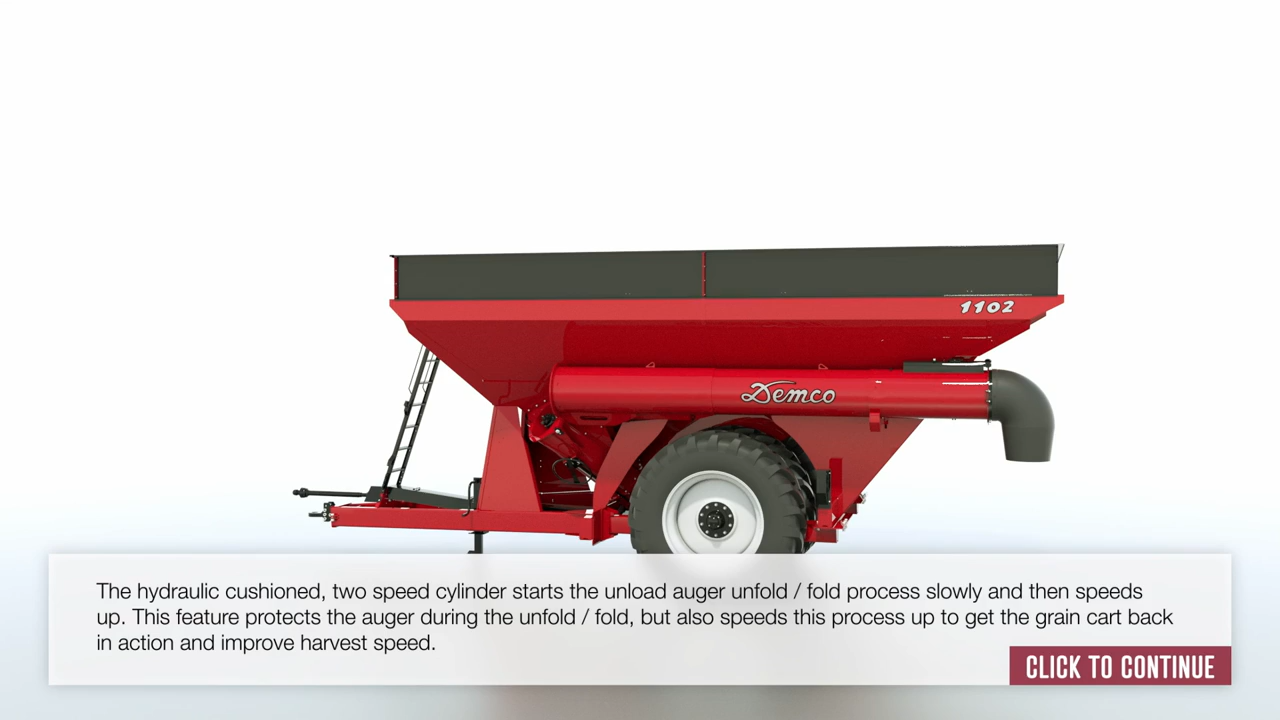 1102
Demco
The hydraulic cushioned, two speed cylinder starts the unload auger unfold / fold process slowly and then speeds
up. This feature protects the auger during the unfold / fold, but also speeds this process up to get the grain cart back
in action and improve harvest speed.
CLICK TO CONTINUE